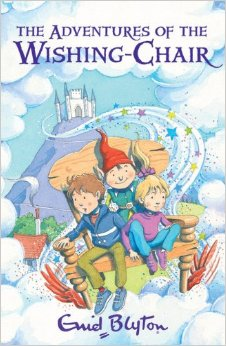 THE ADVENTURES OF THE
WISHING-CHAIR
Enid Blyton